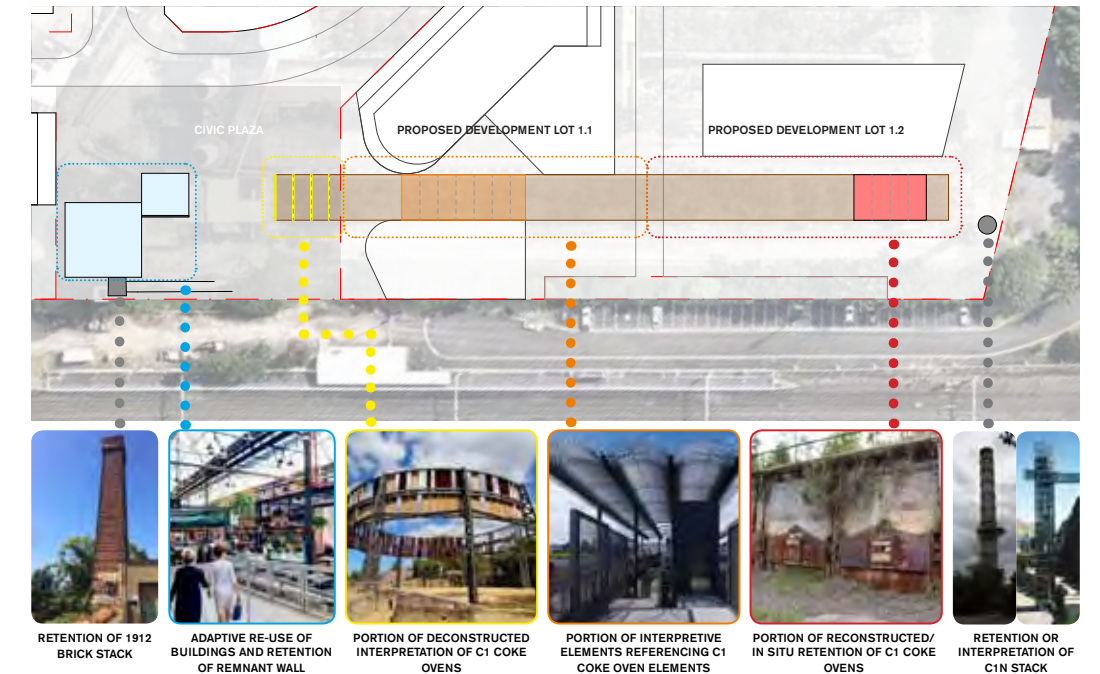 CIVIC PLAZA
PROPOSED DEVELOPMENT LOT 1.1
PROPOSED DEVELOPMENT LOT 1.2
RETENTION OF 1912
BRICK STACK
ADAPTIVE RE-USE OF
BUILDINGS AND RETENTION
OF REMNANT WALL
PORTION OF DECONSTRUCTED
INTERPRETATION OF C1 COKE
OVENS
PORTION OF INTERPRETIVE
ELEMENTS REFERENCING C1
COKE OVEN ELEMENTS
PORTION OF RECONSTRUCTED/
IN SITU RETENTION OF C1 COKE
OVENS
RETENTION OR
INTERPRETATION OF
C1N STACK